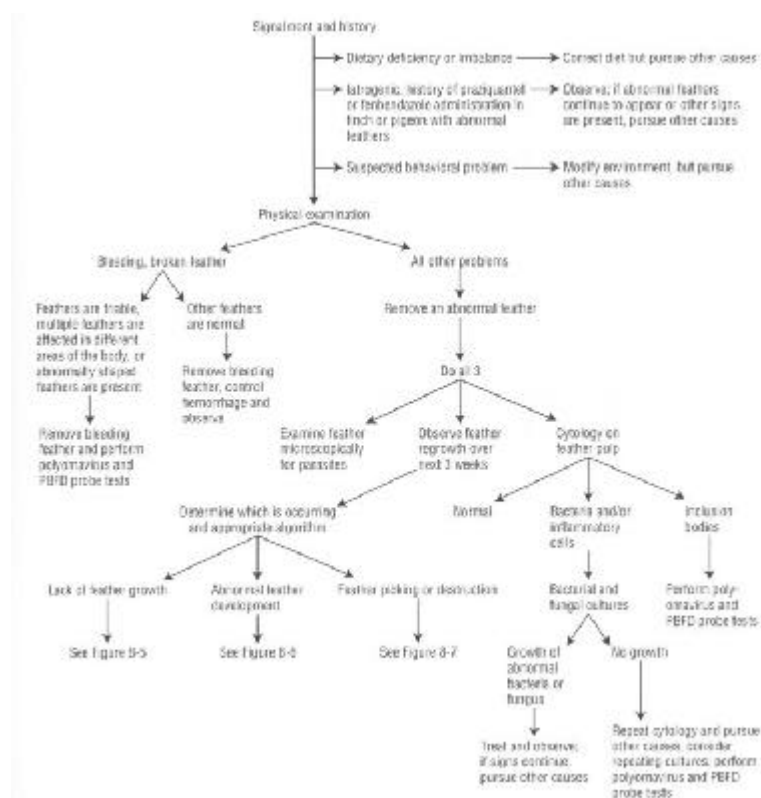 Signalment and history
Dietary deficiency or imbalance
Correct diet but pursue other causes
Iatrogenic, history of praziquantel
or fenbendazole administration in
finch or pigeon with abnormal
feathers
Observe; if abnormal feathers
continue to appear or other signs
are present, pursue other causes
Suspected behavioral problem
Modify environment, but pursue
other causes
Physical examination
Bleeding, broken feather
All other problems
Feathers are friable,
multiple feathers are
affected in different
areas of the body, or
abnormally shaped
feathers are present
Other feathers
are normal
Remove an abnormal feather
Remove bleeding
feather, control
hemorrhage and
observe
Do all 3
Remove bleeding
feather and perform
polyomavirus and
PBFD probe tests
Examine feather
microscopically
for parasites
Observe feather
regrowth over
next 3 weeks
Cytology on
feather pulp
Determine which is occurring
and appropriate algorithm
Normal
Bacteria and/or
inflammatory
cells
Inclusion
bodies
Lack of feather growth
Abnormal feather
development
Feather picking or destruction
Bacterial and
fungal cultures
Perform poly-
omavirus and
PBFD probe tests
See Figure 8-5
See Figure 8-6
See Figure 8-7
Growth of
abnormal
bacteria or
fungus
No growth
Treat and observe;
if signs continue,
pursue other causes
Repeat cytology and pursue
other causes, consider
repeating cultures, perform
polyomavirus and PBFD
probe tests